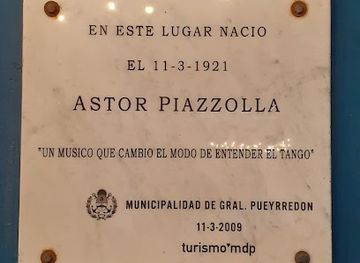 EN ESTE LUGAR NACIO
EL 11-3-1921
ASTOR PIAZZOLLA
"UN MUSICO QUE CAMBIO EL MODO DE ENTENDER EL TANGO"
MUNICIPALIDAD DE GRAL. PUEYRREDON
11-3-2009
turismo*mdp